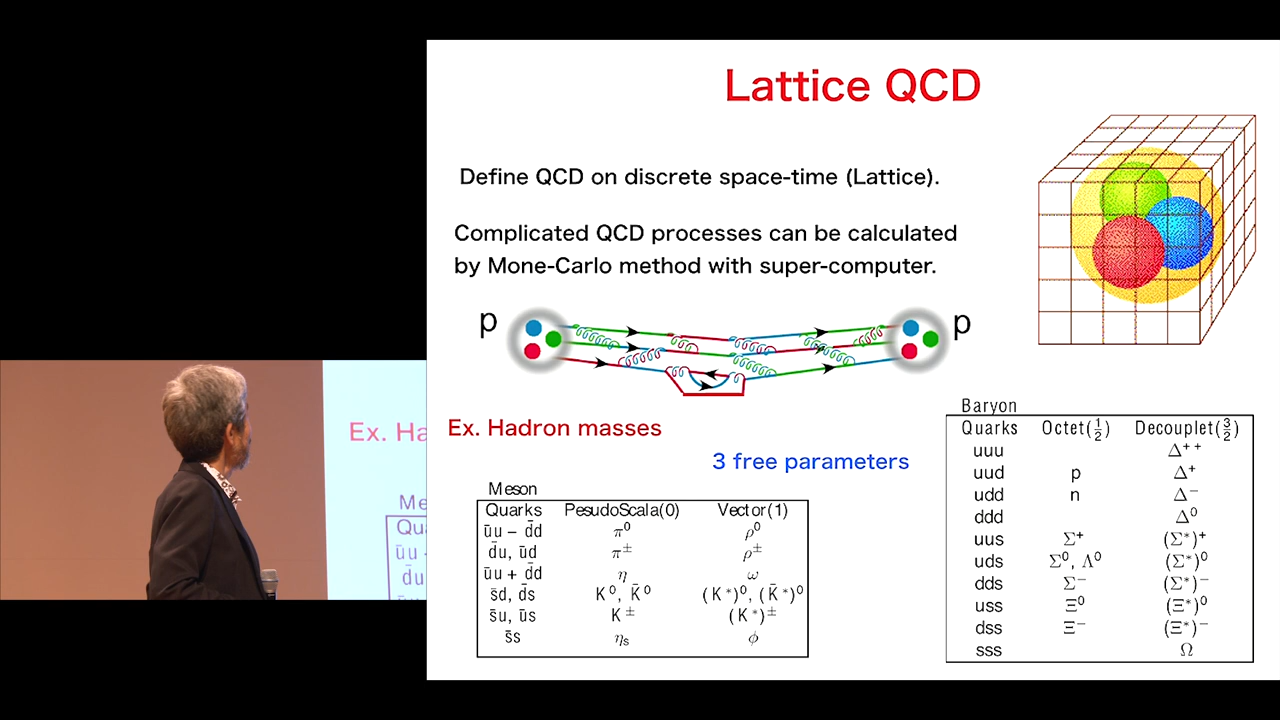 Lattice QCD
Define QCD on discrete space-time (Lattice).
Complicated QCD processes can be calculated
by Mone-Carlo method with super-computer.
p p
Ex. Hadron masses
3 free parameters
Meson
Quarks PesudoScala(0) Vector(1)
ūu – d̄d π⁰ ρ⁰
d̄u, ūd π± ρ±
ūu + d̄d η ω
s̄d, d̄s K⁰, K̄⁰ (K*)⁰, (K̄*)⁰
s̄u, ūs K± (K*)±
s̄s ηₛ ϕ
Baryon
Quarks Octet(½) Decouplet(3/2)
uuu Δ⁺⁺
uud p Δ⁺
udd n Δ⁻
ddd Δ⁰
uus Σ⁺ (Σ*)⁺
uds Σ⁰, Λ⁰ (Σ*)⁰
dds Σ⁻ (Σ*)⁻
uss Ξ⁰ (Ξ*)⁰
dss Ξ⁻ (Ξ*)⁻
sss Ω
Ex. Ha
Me
Qua
ūu -
d̄u